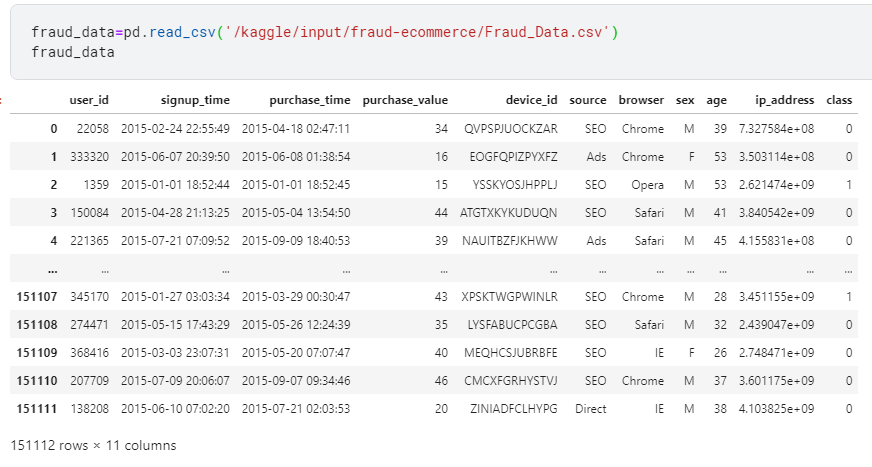 fraud_data=pd.read_csv('/kaggle/input/fraud-ecommerce/Fraud_Data.csv')
fraud_data
user_id signup_time purchase_time purchase_value device_id source browser sex age ip_address class
0 22058 2015-02-24 22:55:49 2015-04-18 02:47:11 34 QVPSPJUOCKZAR SEO Chrome M 39 7.327584e+08 0
1 333320 2015-06-07 20:39:50 2015-06-08 01:38:54 16 EOGFQPIZPYXFZ Ads Chrome F 53 3.503114e+08 0
2 1359 2015-01-01 18:52:44 2015-01-01 18:52:45 15 YSSKYOSJHPPLJ SEO Opera M 53 2.621474e+09 1
3 150084 2015-04-28 21:13:25 2015-05-04 13:54:50 44 ATGTXKYKUDUQN SEO Safari M 41 3.840542e+09 0
4 221365 2015-07-21 07:09:52 2015-09-09 18:40:53 39 NAUITBZFJKHWW Ads Safari M 45 4.155831e+08 0
... ... ... ... ... ... ... ... ... ... ... ...
151107 345170 2015-01-27 03:03:34 2015-03-29 00:30:47 43 XPSKTWGPWINLR SEO Chrome M 28 3.451155e+09 1
151108 274471 2015-05-15 17:43:29 2015-05-26 12:24:39 35 LYSFABUCPCGBA SEO Safari M 32 2.439047e+09 0
151109 368416 2015-03-03 23:07:31 2015-05-20 07:07:47 40 MEQHCSJUBRBFE SEO IE F 26 2.748471e+09 0
151110 207709 2015-07-09 20:06:07 2015-09-07 09:34:46 46 CMCXFGRHYSTVJ SEO Chrome M 37 3.601175e+09 0
151111 138208 2015-06-10 07:02:20 2015-07-21 02:03:53 20 ZINIADFCLHYPG Direct IE M 38 4.103825e+09 0
151112 rows × 11 columns